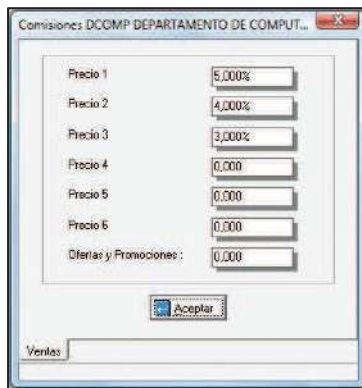 Comisiones DCOMP DEPARTAMENTO DE COMPUT...
Precio 1 5,000%
Precio 2 4,000%
Precio 3 3,000%
Precio 4 0,000
Precio 5 0,000
Precio 6 0,000
Ofertas y Promociones : 0,000
Aceptar
Ventas